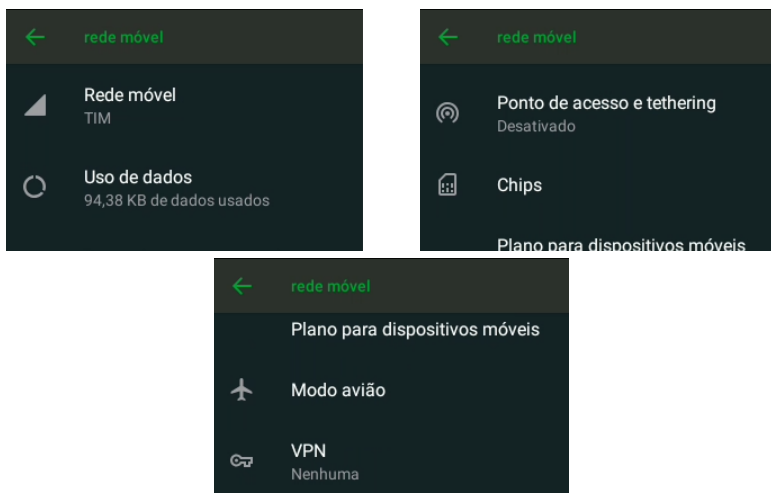 rede móvel
Rede móvel
TIM
Uso de dados
94,38 KB de dados usados
rede móvel
Ponto de acesso e tethering
Desativado
Chips
Plano para dispositivos móveis
rede móvel
Plano para dispositivos móveis
Modo avião
VPN
Nenhuma